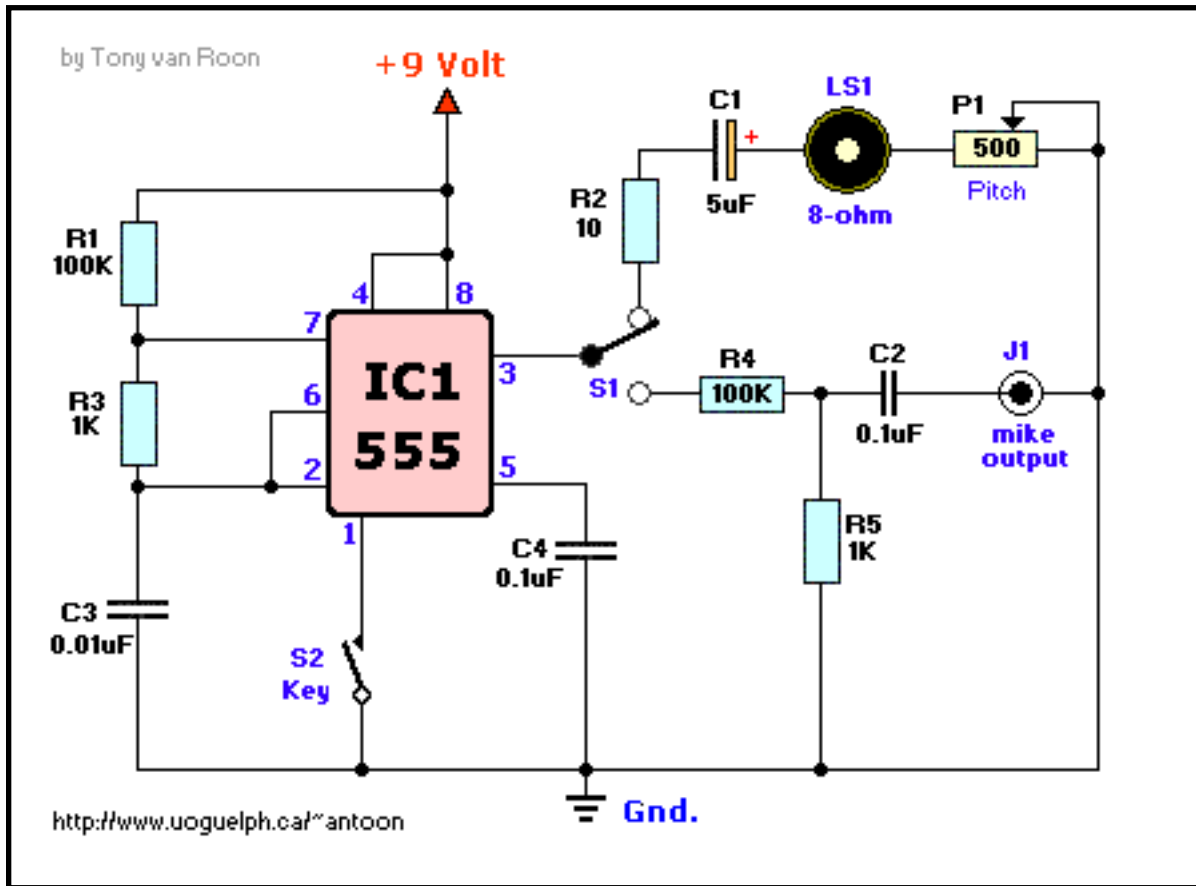 by Tony van Roon
+9 Volt
LS1
C1
P1
+
500
R2
10
5uF
8-ohm
Pitch
R1
100K
4
8
7
IC1
555
3
S1
R4
100K
C2
0.1uF
J1
mike
output
R3
1K
6
2
5
1
C4
0.1uF
R5
1K
C3
0.01uF
S2
Key
Gnd.
http://www.uoguelph.ca/~antoon